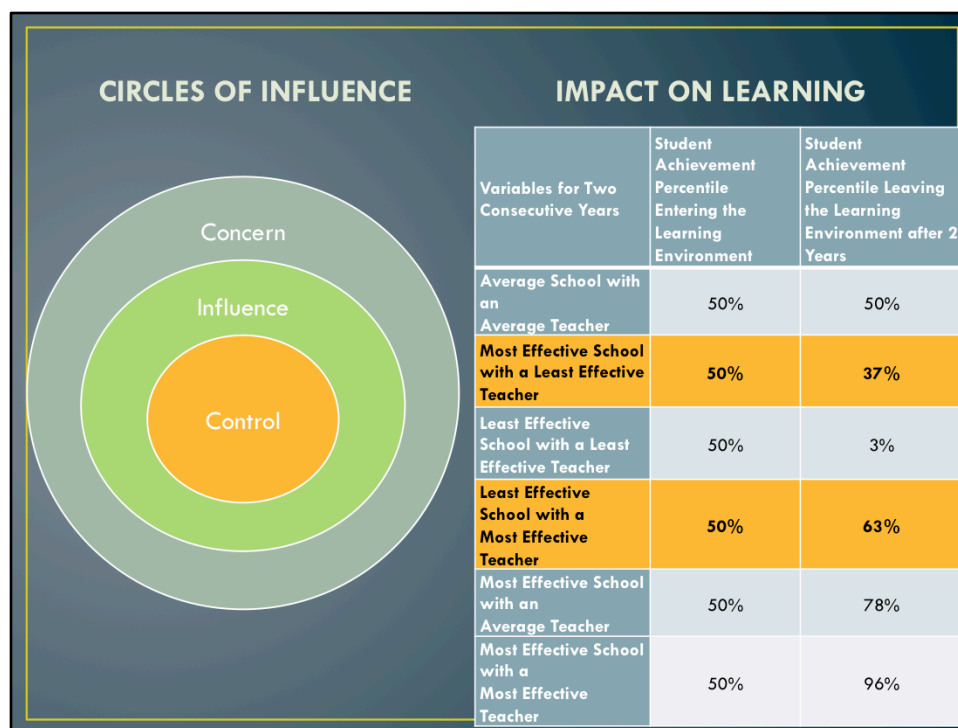 CIRCLES OF INFLUENCE
Concern
Influence
Control
IMPACT ON LEARNING
Variables for Two
Consecutive Years
Student
Achievement
Percentile
Entering the
Learning
Environment
Student
Achievement
Percentile Leaving
the Learning
Environment after 2
Years
Average School with
an
Average Teacher
50%
50%
Most Effective School
with a Least Effective
Teacher
50%
37%
Least Effective
School with a Least
Effective Teacher
50%
3%
Least Effective
School with a
Most Effective
Teacher
50%
63%
Most Effective School
with an
Average Teacher
50%
78%
Most Effective School
with a
Most Effective
Teacher
50%
96%